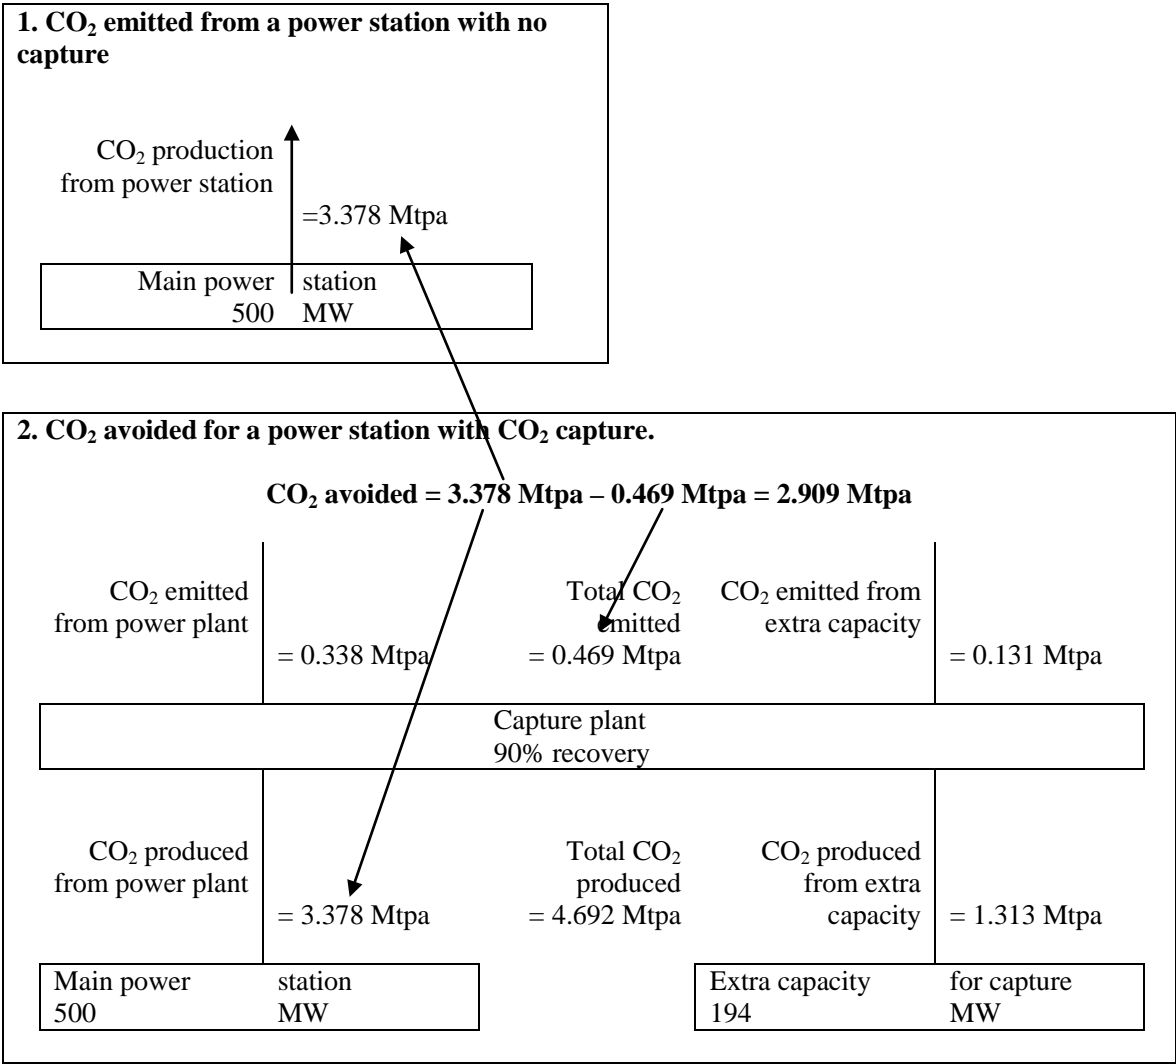 1. CO₂ emitted from a power station with no
capture
CO₂ production
from power station
=3.378 Mtpa
Main power station
500 MW
2. CO₂ avoided for a power station with CO₂ capture.
CO₂ avoided = 3.378 Mtpa – 0.469 Mtpa = 2.909 Mtpa
CO₂ emitted
from power plant
= 0.338 Mtpa
Total CO₂
emitted
= 0.469 Mtpa
CO₂ emitted from
extra capacity
= 0.131 Mtpa
Capture plant
90% recovery
CO₂ produced
from power plant
= 3.378 Mtpa
Total CO₂
produced
= 4.692 Mtpa
CO₂ produced
from extra
capacity
= 1.313 Mtpa
Main power station
500 MW
Extra capacity for capture
194 MW